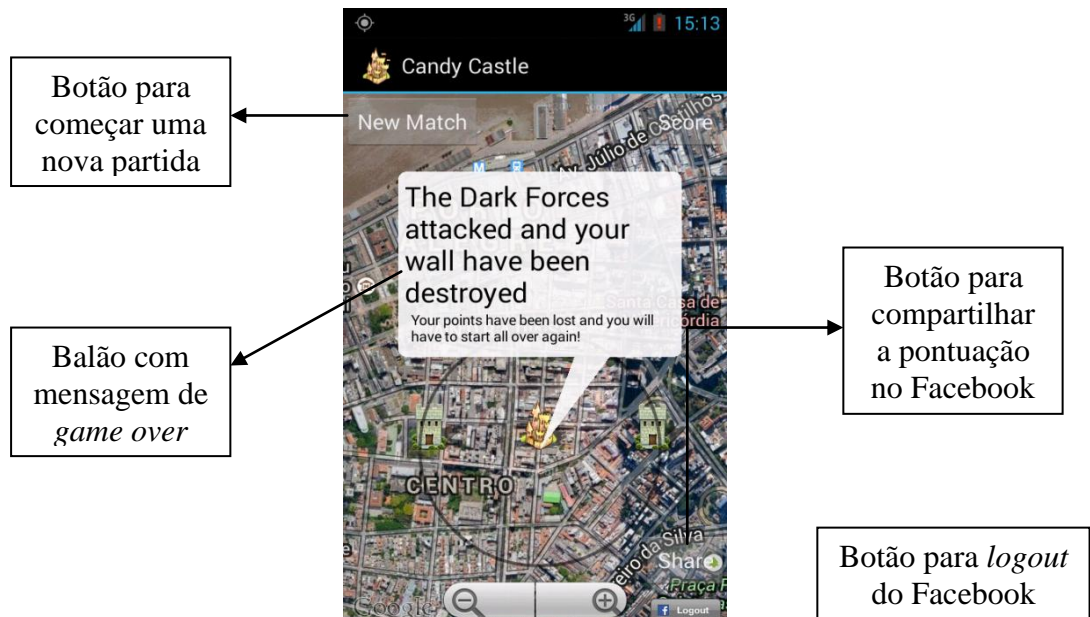 3G 15:13
Candy Castle
Botão para
começar uma
nova partida
New Match
Score
Av. Júlio de Castilhos
M
The Dark Forces
attacked and your
wall have been
destroyed
Your points have been lost and you will
have to start all over again!
Santa Casa de
Botão para
compartilhar
a pontuação
no Facebook
Balão com
mensagem de
game over
CENTRO
Share
Google
f Logout
Botão para logout
do Facebook